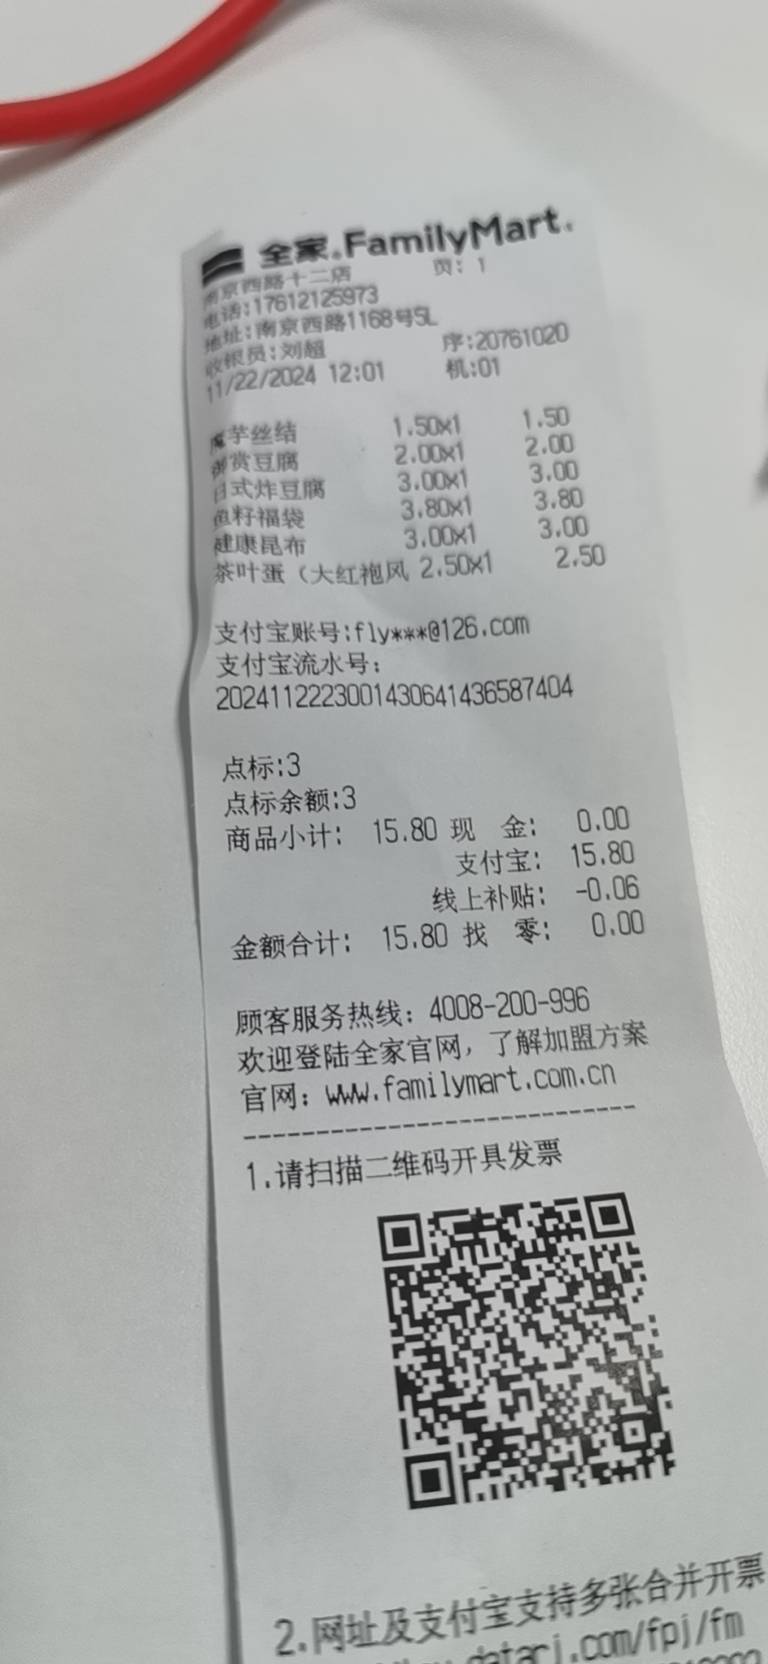 全家®FamilyMart®
南京西路十二店 页: 1
电话:17612125973
地址:南京西路1168号5L
收银员:刘超 序:20761020
11/22/2024 12:01 机:01
魔芋丝结 1.50x1 1.50
御赏豆腐 2.00x1 2.00
日式炸豆腐 3.00x1 3.00
鱼籽福袋 3.80x1 3.80
健康昆布 3.00x1 3.00
茶叶蛋（大红袍风 2.50x1 2.50
支付宝账号:fly***@126.com
支付宝流水号:
2024112223001430641436587404
点标:3
点标余额:3
商品小计: 15.80 现 金: 0.00
支付宝: 15.80
线上补贴: -0.06
金额合计: 15.80 找 零: 0.00
顾客服务热线: 4008-200-996
欢迎登陆全家官网，了解加盟方案
官网: www.familymart.com.cn
1.请扫描二维码开具发票
2.网址及支付宝支持多张合并开票
.datarj.com/fpj/fm